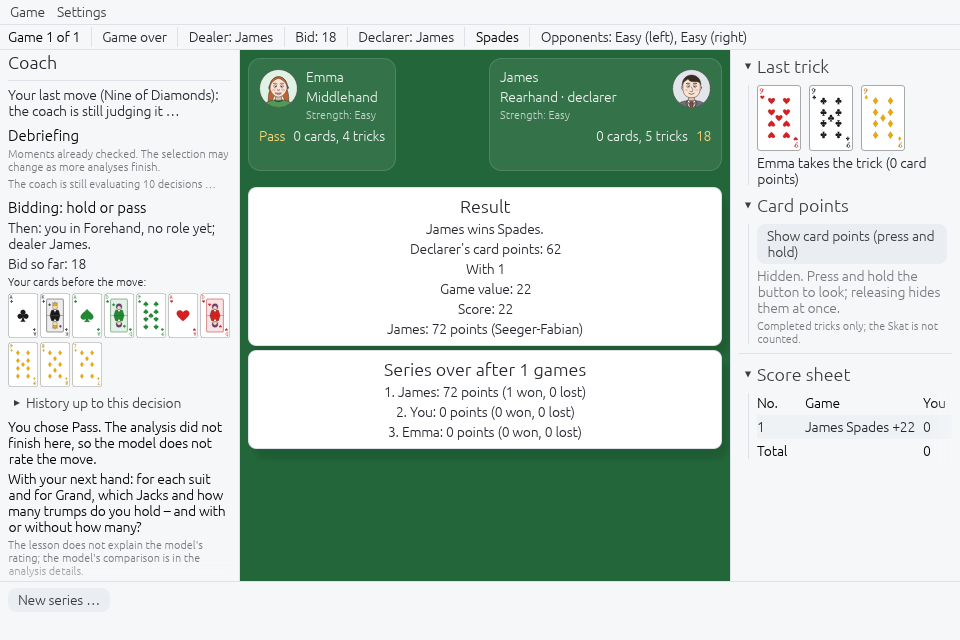 Game Settings
Game 1 of 1 Game over Dealer: James Bid: 18 Declarer: James Spades Opponents: Easy (left), Easy (right)
Coach
Your last move (Nine of Diamonds):
the coach is still judging it …
Debriefing
Moments already checked. The selection may
change as more analyses finish.
The coach is still evaluating 10 decisions …
Bidding: hold or pass
Then: you in Forehand, no role yet;
dealer James.
Bid so far: 18
Your cards before the move:
History up to this decision
You chose Pass. The analysis did not
finish here, so the model does not
rate the move.
With your next hand: for each suit
and for Grand, which Jacks and how
many trumps do you hold – and with
or without how many?
The lesson does not explain the model's
rating; the model's comparison is in the
analysis details.
New series …
Emma
Middlehand
Strength: Easy
Pass 0 cards, 4 tricks
James
Rearhand · declarer
Strength: Easy
0 cards, 5 tricks 18
Result
James wins Spades.
Declarer's card points: 62
With 1
Game value: 22
Score: 22
James: 72 points (Seeger-Fabian)
Series over after 1 games
1. James: 72 points (1 won, 0 lost)
2. You: 0 points (0 won, 0 lost)
3. Emma: 0 points (0 won, 0 lost)
Last trick
Emma takes the trick (0 card
points)
Card points
Show card points (press and
hold)
Hidden. Press and hold the
button to look; releasing hides
them at once.
Completed tricks only; the Skat is not
counted.
Score sheet
No. Game You
1 James Spades +22 0
Total 0